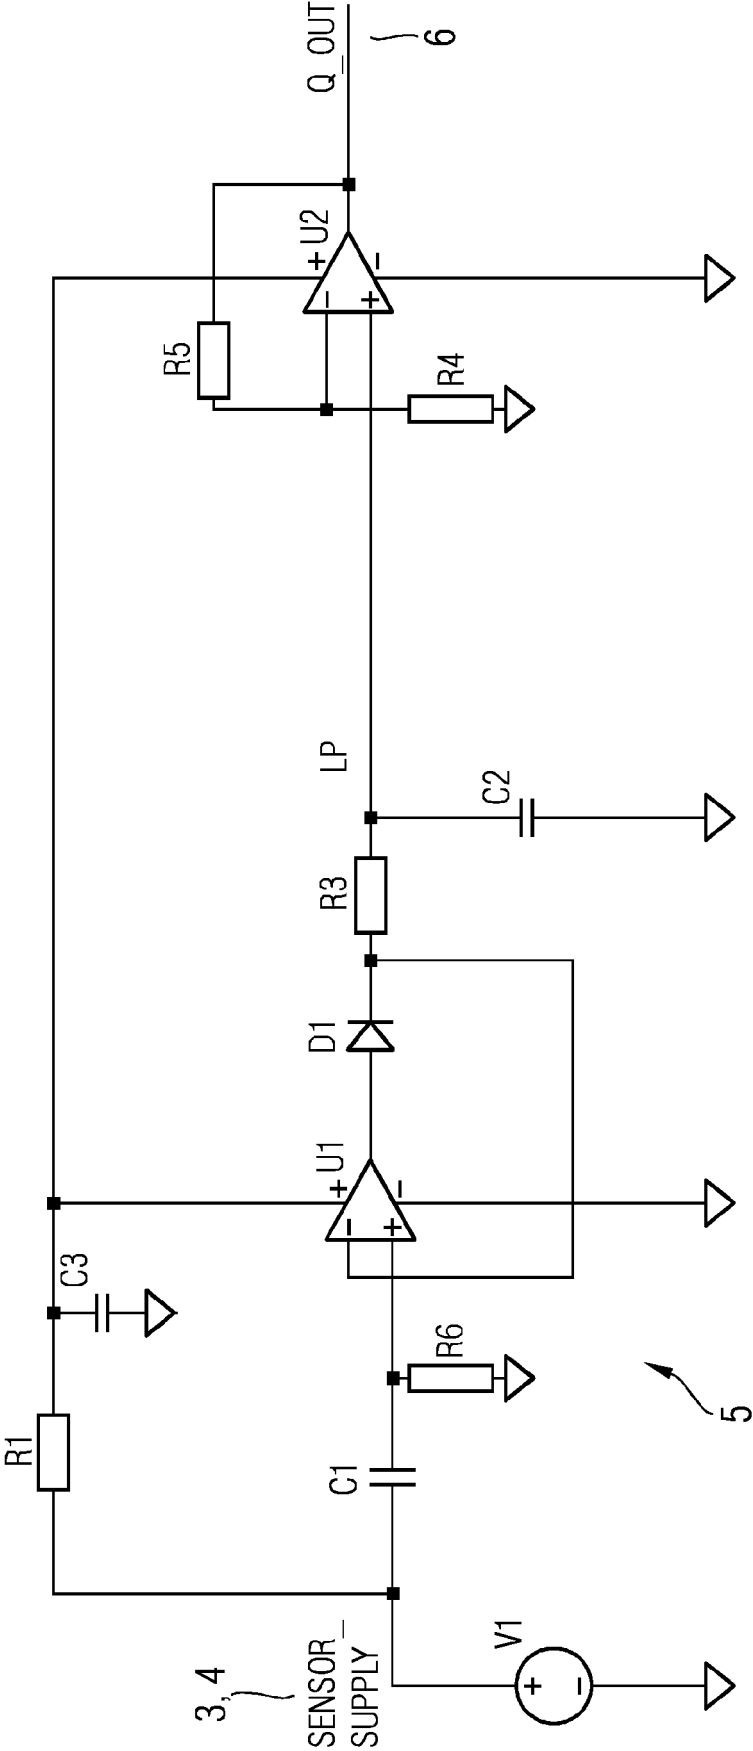 R1
C3
R5
+
U2
Q_OUT
6
3, 4
SENSOR_
SUPPLY
C1
R6
−
+
+
−
U1
D1
R3
LP
C2
−
+
−
R4
V1
+
−
5